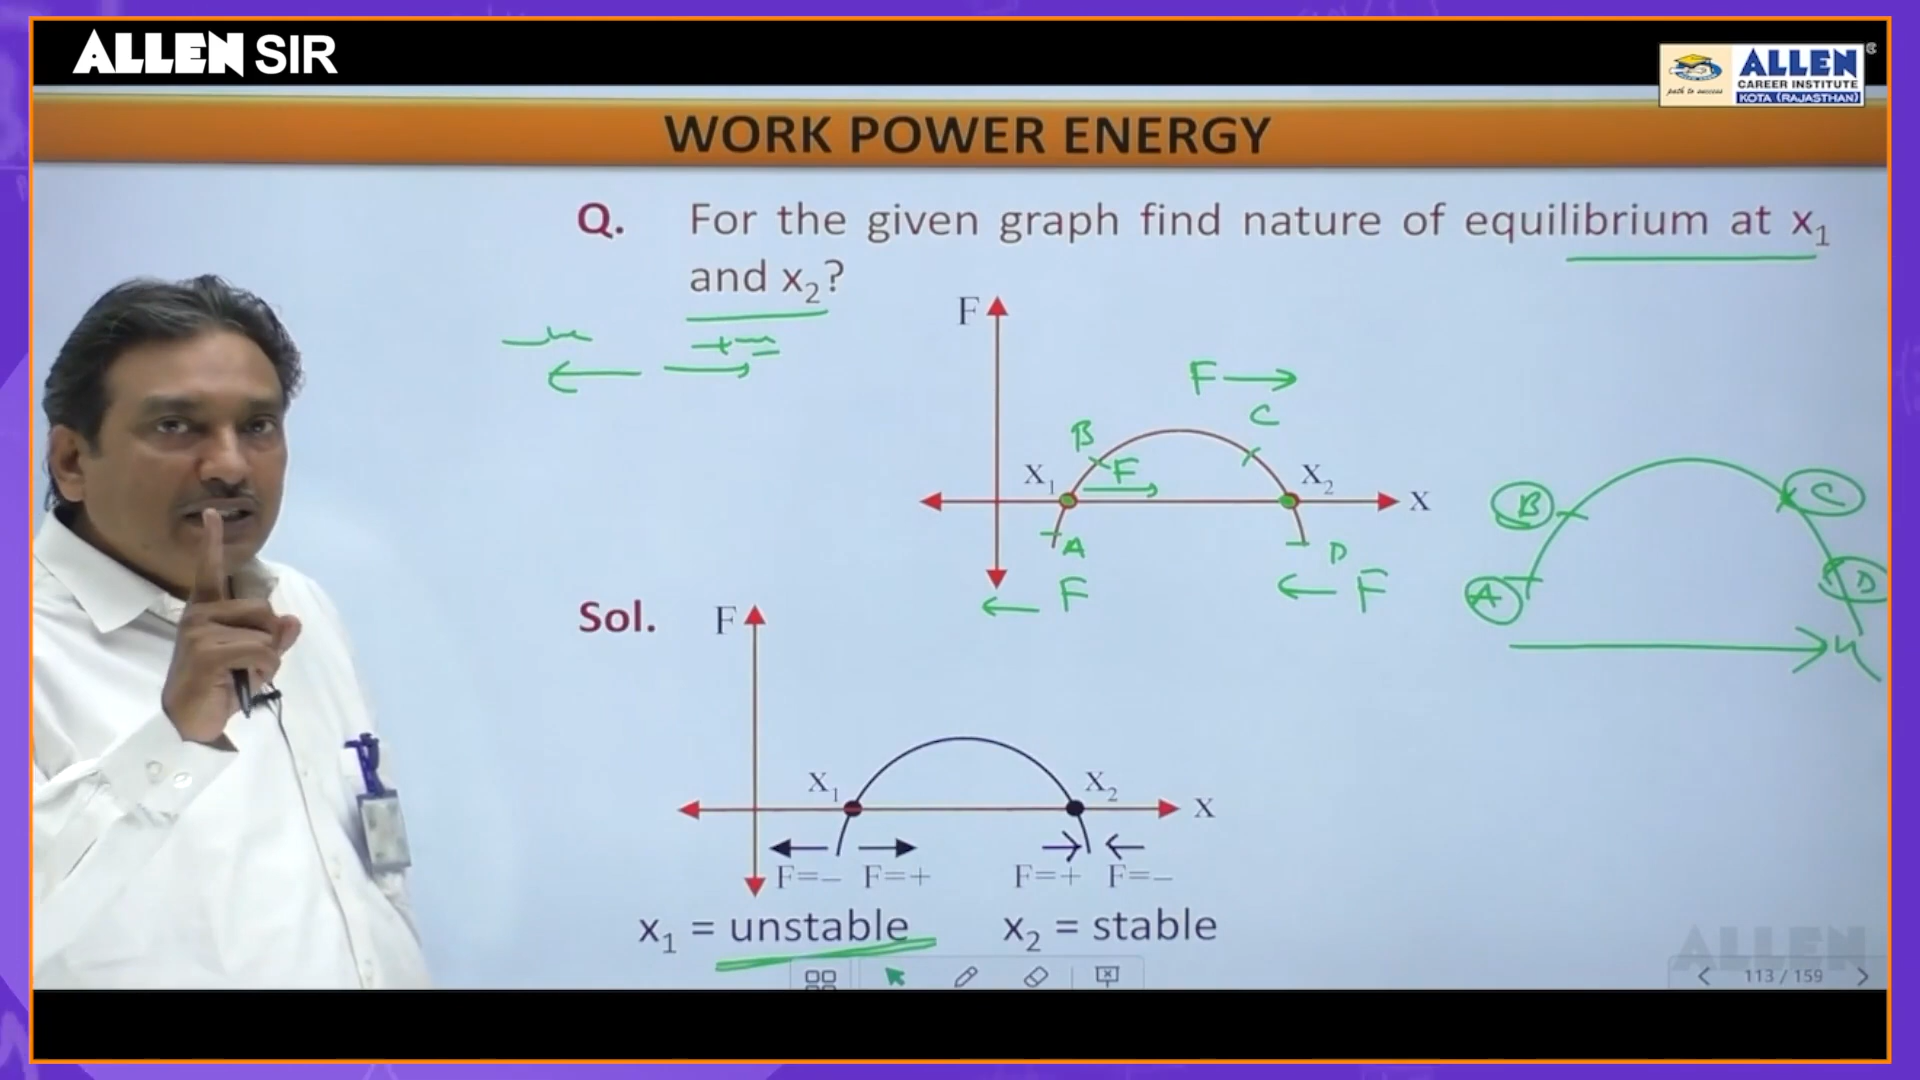 ALLEN SIR
ALLEN
CAREER INSTITUTE
KOTA (RAJASTHAN)
path to success
WORK POWER ENERGY
Q. For the given graph find nature of equilibrium at x₁
and x₂?
F
F →
C
B
F
X₁
X₂
X
A
D
F
F
B
C
A
D
Sol.
F
X₁
X₂
X
F=– F=+ F=+ F=–
x₁ = unstable x₂ = stable
ALLEN
113 / 159